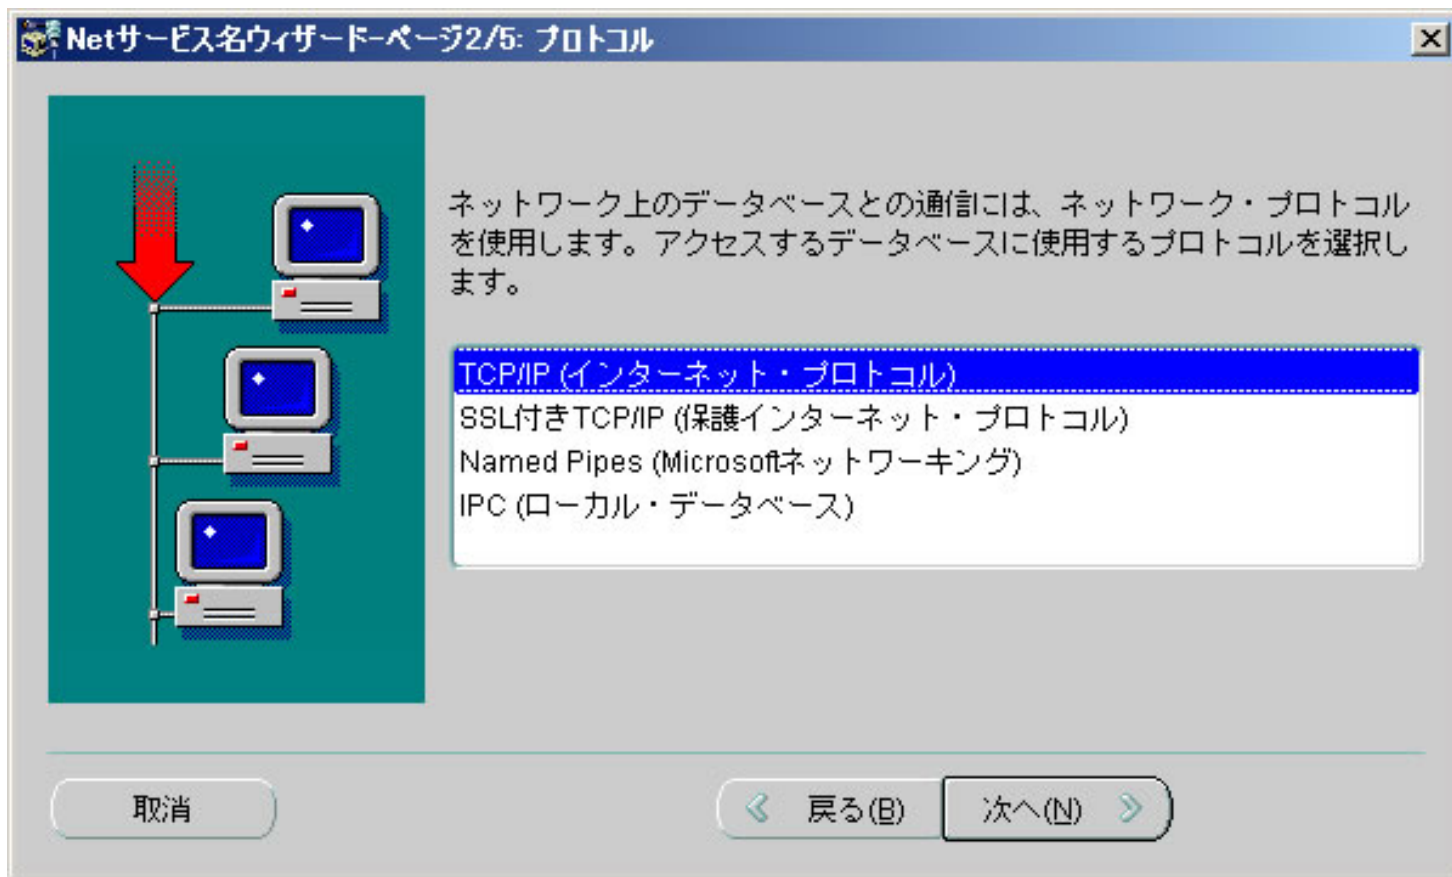 Netサービス名ウィザード-ページ2/5: プロトコル
ネットワーク上のデータベースとの通信には、ネットワーク・プロトコル
を使用します。アクセスするデータベースに使用するプロトコルを選択し
ます。
TCP/IP (インターネット・プロトコル)
SSL付きTCP/IP (保護インターネット・プロトコル)
Named Pipes (Microsoftネットワーキング)
IPC (ローカル・データベース)
取消
戻る(B)
次へ(N)